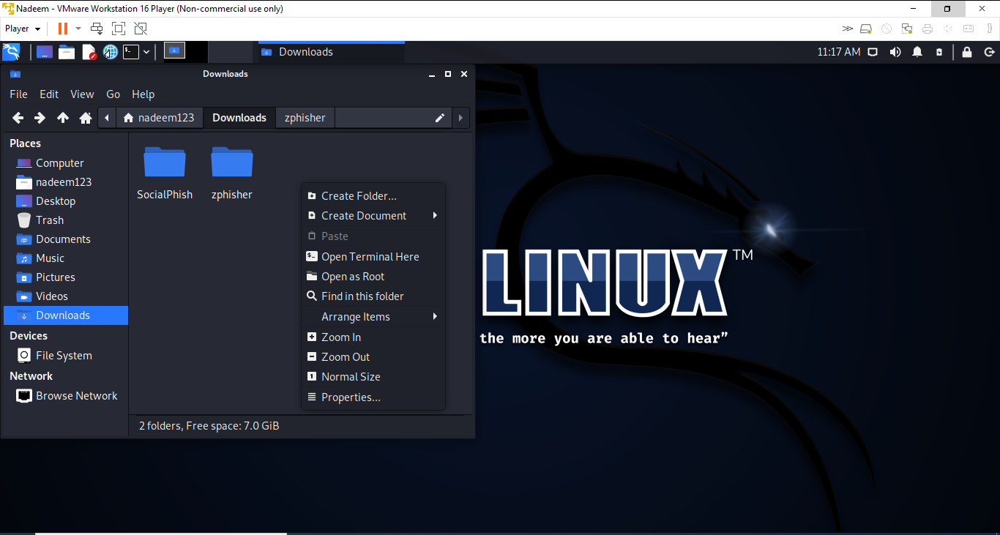 Nadeem - VMware Workstation 16 Player (Non-commercial use only)
Player
Downloads
11:17 AM
Downloads
File Edit View Go Help
nadeem123 Downloads zphisher
Places
Computer
nadeem123
Desktop
Trash
Documents
Music
Pictures
Videos
Downloads
Devices
File System
Network
Browse Network
SocialPhish zphisher
Create Folder...
Create Document
Paste
Open Terminal Here
Open as Root
Find in this folder
Arrange Items
Zoom In
Zoom Out
Normal Size
Properties...
2 folders, Free space: 7.0 GiB
LINUX TM
the more you are able to hear”